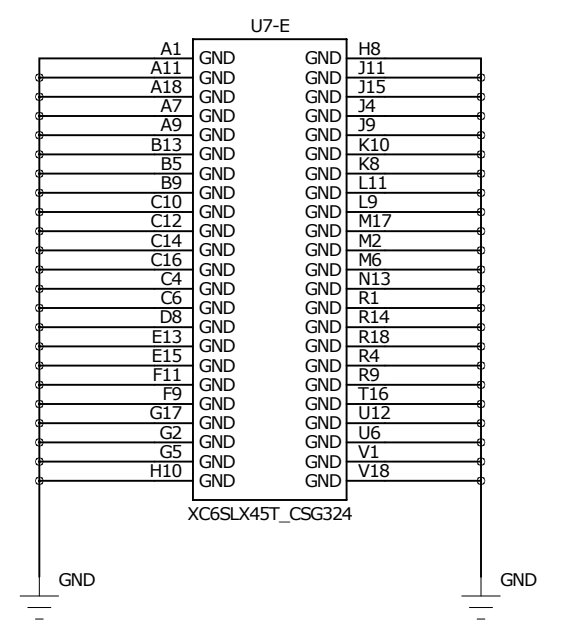 U7-E
A1 GND GND H8
A11 GND GND J11
A18 GND GND J15
A7 GND GND J4
A9 GND GND J9
B13 GND GND K10
B5 GND GND K8
B9 GND GND L11
C10 GND GND L9
C12 GND GND M17
C14 GND GND M2
C16 GND GND M6
C4 GND GND N13
C6 GND GND R1
D8 GND GND R14
E13 GND GND R18
E15 GND GND R4
F11 GND GND R9
F9 GND GND T16
G17 GND GND U12
G2 GND GND U6
G5 GND GND V1
H10 GND GND V18
XC6SLX45T_CSG324
GND GND